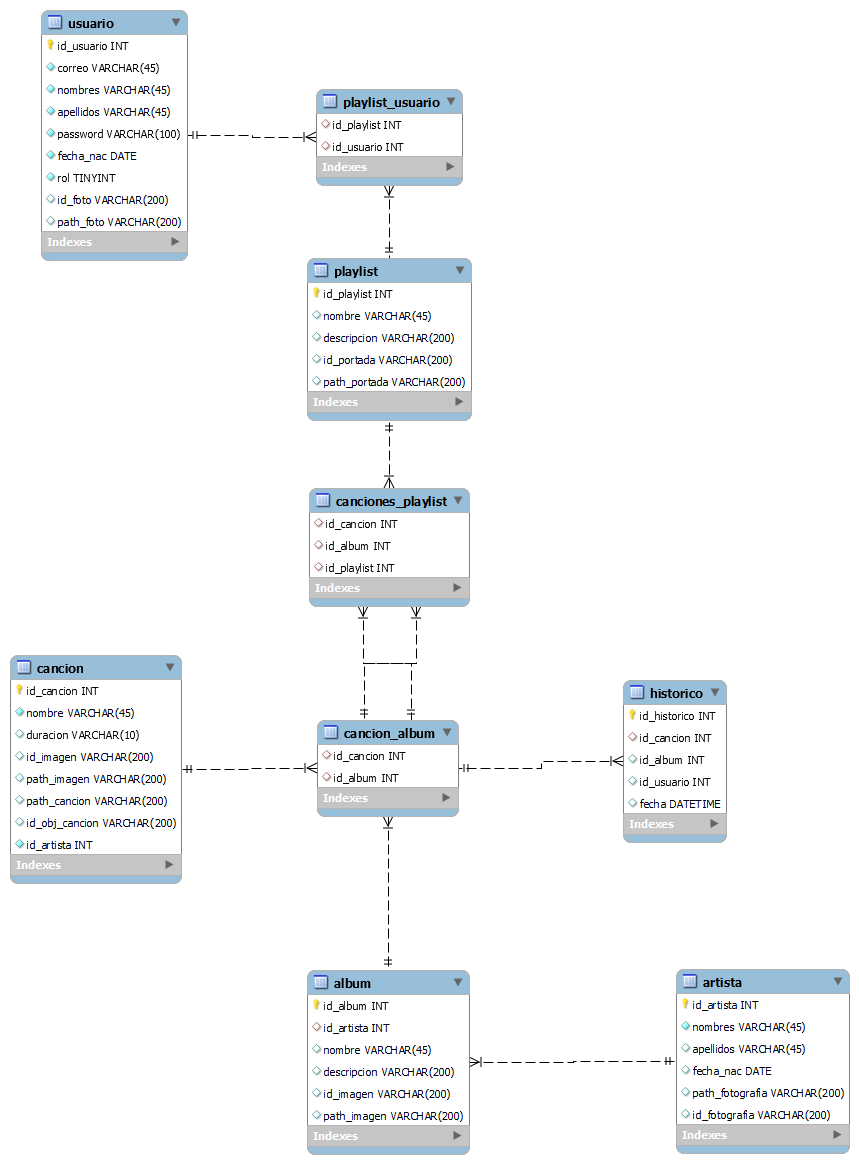 usuario
id_usuario INT
correo VARCHAR(45)
nombres VARCHAR(45)
apellidos VARCHAR(45)
password VARCHAR(100)
fecha_nac DATE
rol TINYINT
id_foto VARCHAR(200)
path_foto VARCHAR(200)
Indexes
playlist_usuario
id_playlist INT
id_usuario INT
Indexes
playlist
id_playlist INT
nombre VARCHAR(45)
descripcion VARCHAR(200)
id_portada VARCHAR(200)
path_portada VARCHAR(200)
Indexes
canciones_playlist
id_cancion INT
id_album INT
id_playlist INT
Indexes
cancion
id_cancion INT
nombre VARCHAR(45)
duracion VARCHAR(10)
id_imagen VARCHAR(200)
path_imagen VARCHAR(200)
path_cancion VARCHAR(200)
id_obj_cancion VARCHAR(200)
id_artista INT
Indexes
cancion_album
id_cancion INT
id_album INT
Indexes
historico
id_historico INT
id_cancion INT
id_album INT
id_usuario INT
fecha DATETIME
Indexes
album
id_album INT
id_artista INT
nombre VARCHAR(45)
descripcion VARCHAR(200)
id_imagen VARCHAR(200)
path_imagen VARCHAR(200)
Indexes
artista
id_artista INT
nombres VARCHAR(45)
apellidos VARCHAR(45)
fecha_nac DATE
path_fotografia VARCHAR(200)
id_fotografia VARCHAR(200)
Indexes